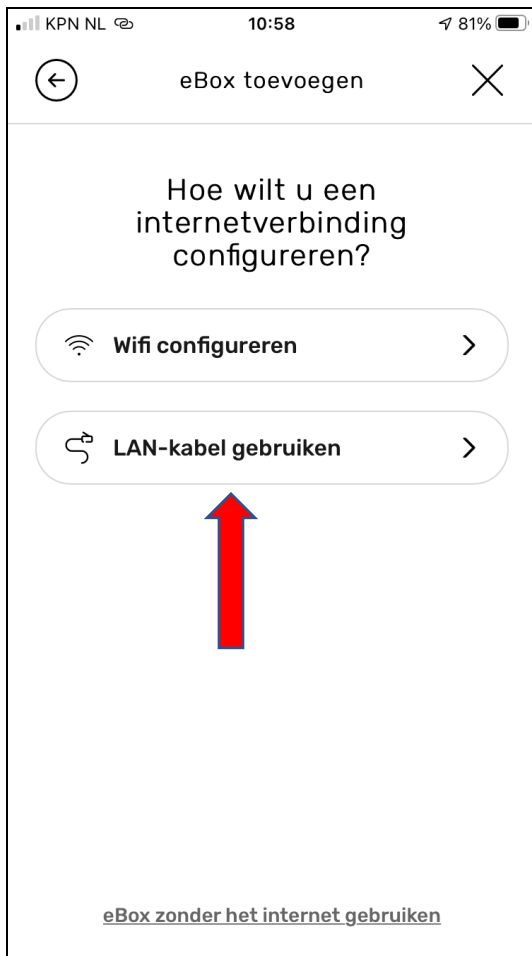 KPN NL 10:58 81%
eBox toevoegen
Hoe wilt u een
internetverbinding
configureren?
Wifi configureren
LAN-kabel gebruiken
eBox zonder het internet gebruiken